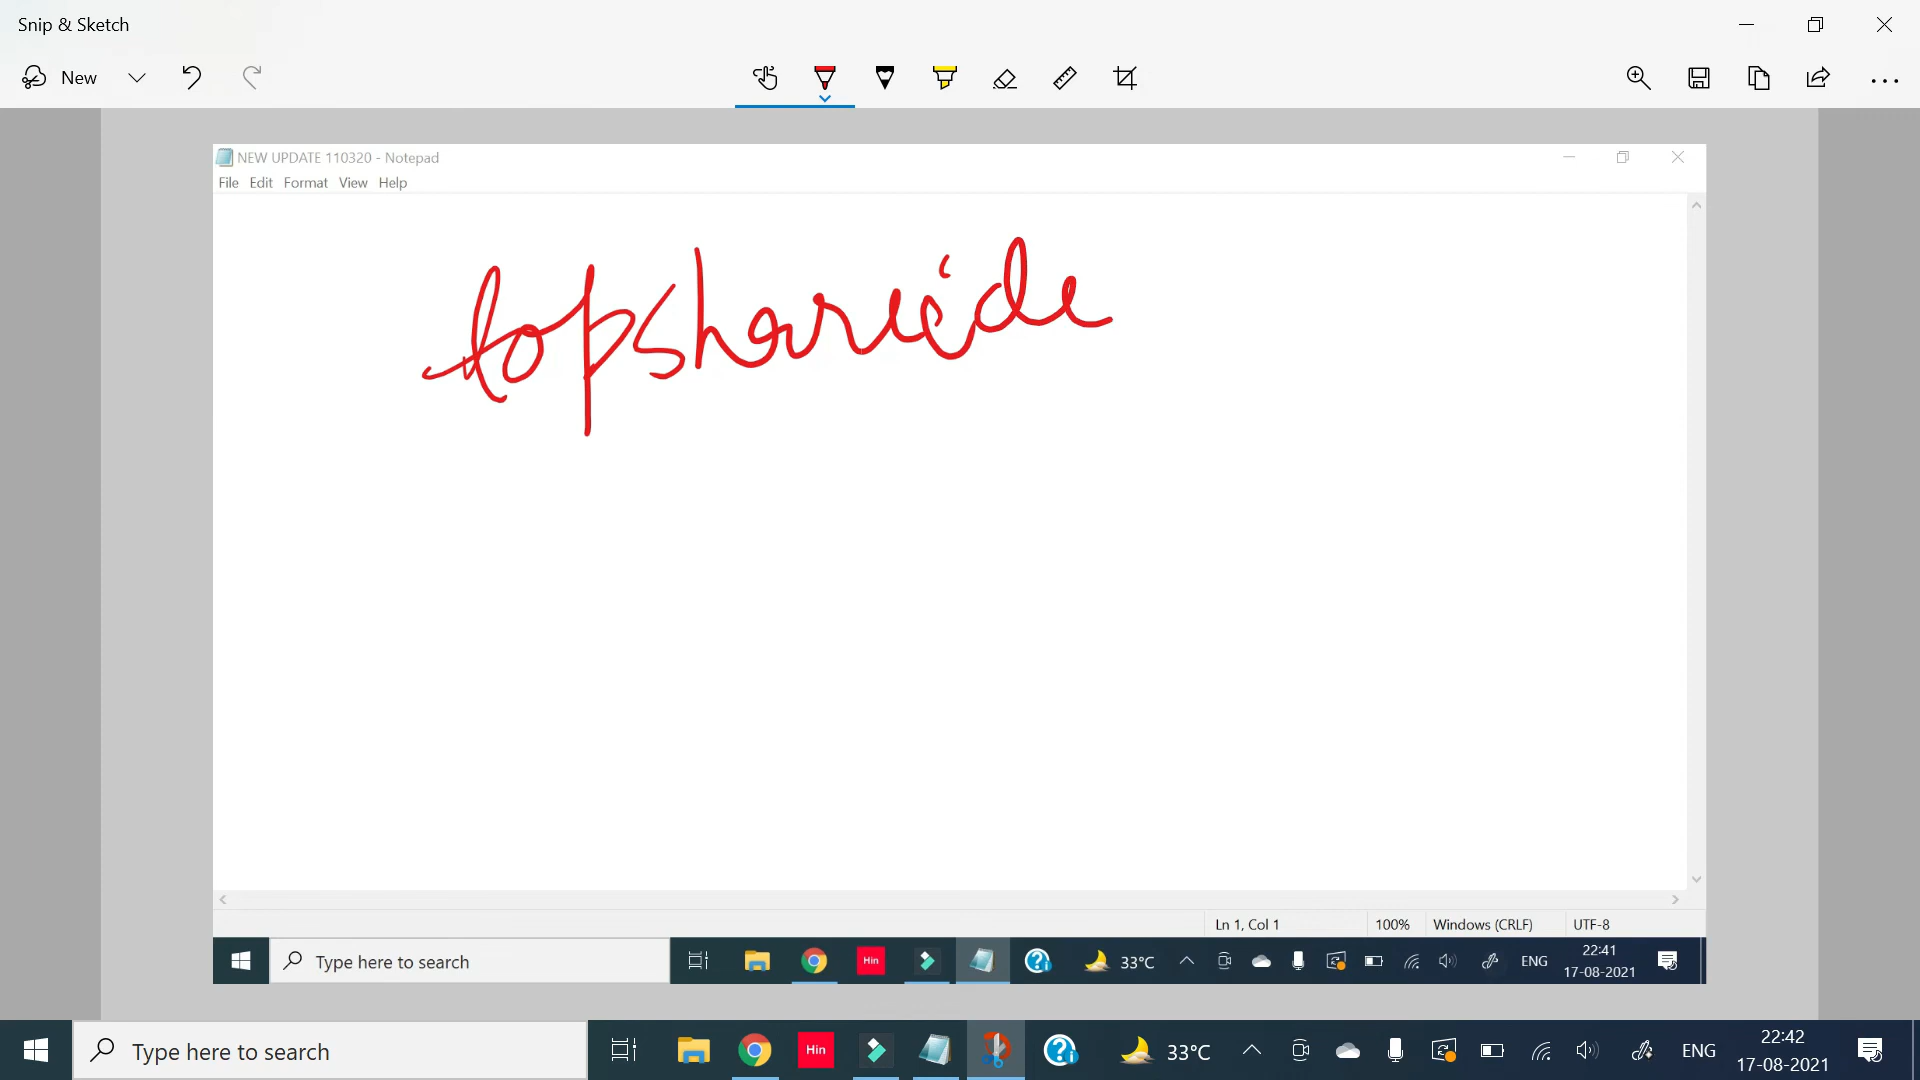 Snip & Sketch
New
NEW UPDATE 110320 - Notepad
File Edit Format View Help
Ln 1, Col 1 100% Windows (CRLF) UTF-8
Type here to search Hin 33°C ENG 22:41
17-08-2021
Type here to search Hin 33°C ENG 22:42
17-08-2021